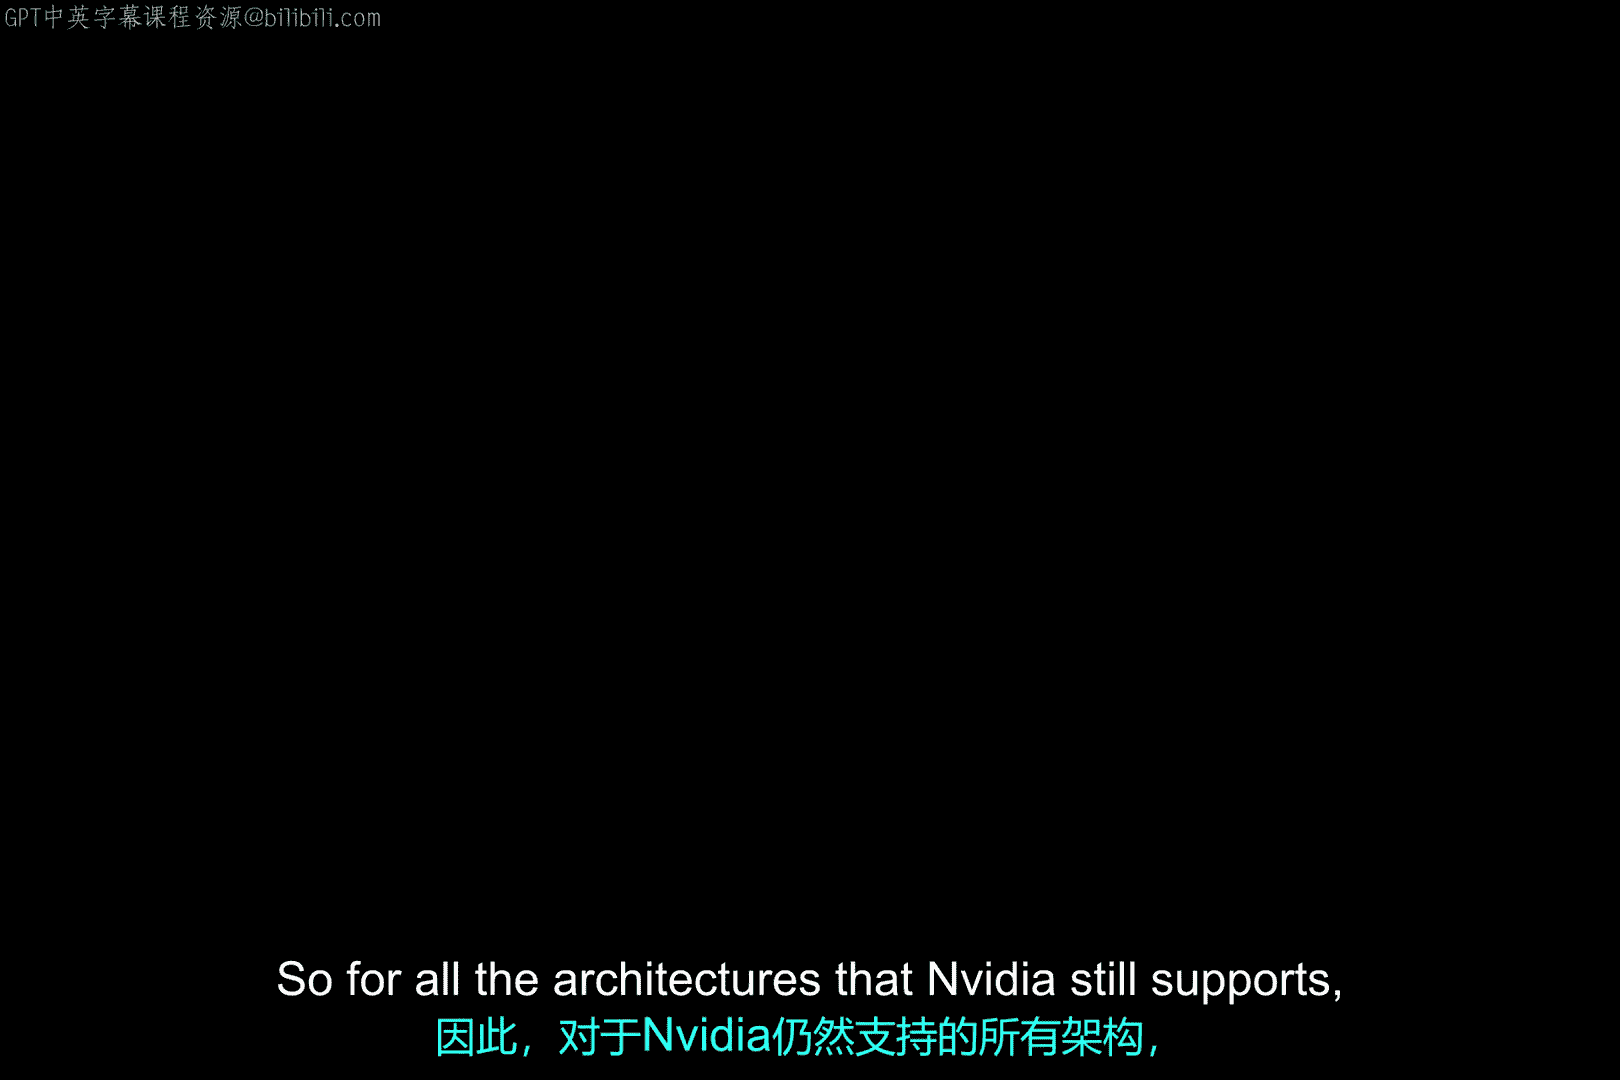 GPT中英字幕课程资源@bilibili.com
So for all the architectures that Nvidia still supports,
因此，对于Nvidia仍然支持的所有架构，